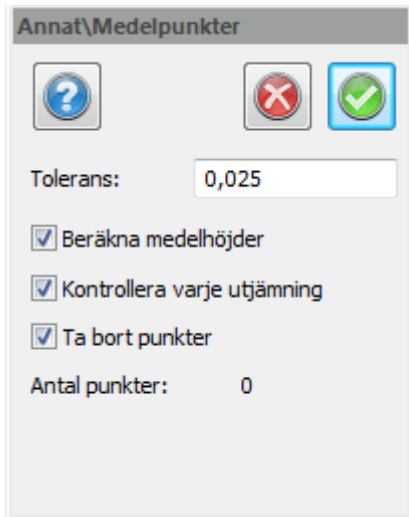 Annat\Medelpunkter
?
Tolerans: 0,025
Beräkna medelhöjder
Kontrollera varje utjämning
Ta bort punkter
Antal punkter: 0